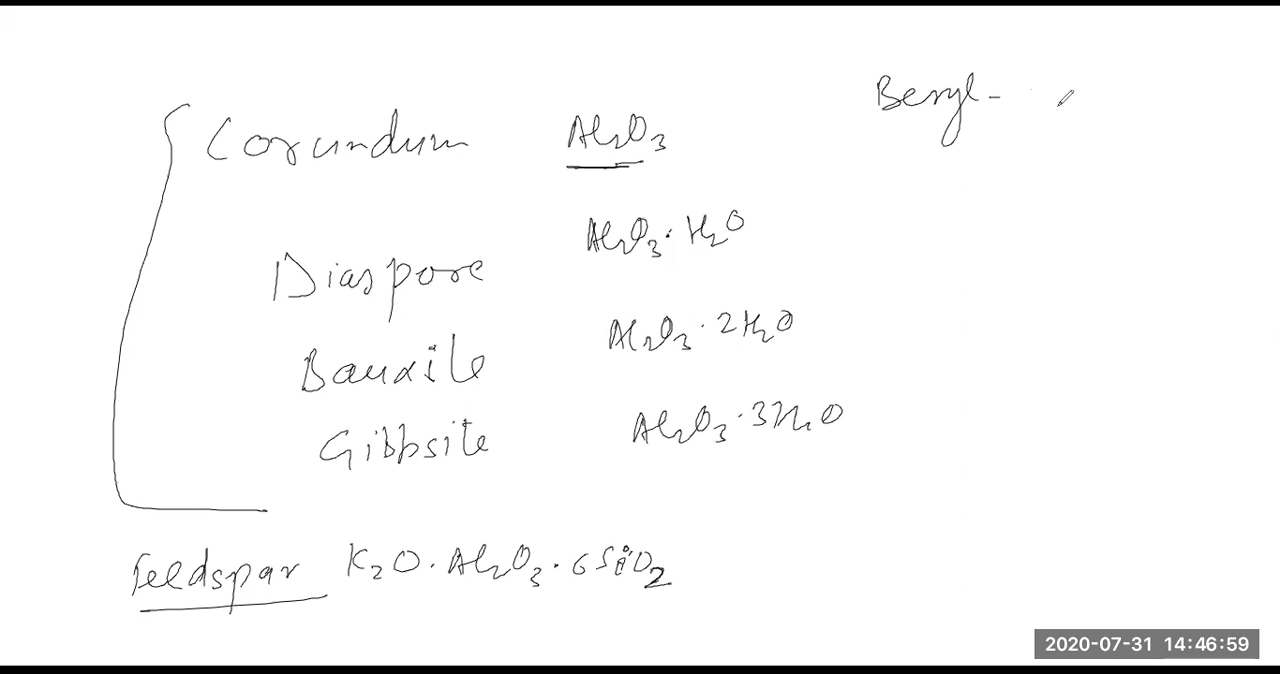 Beryl -
Corundum Al₂O₃
Diaspore Al₂O₃·H₂O
Bauxite Al₂O₃·2H₂O
Gibbsite Al₂O₃·3H₂O
Feldspar K₂O·Al₂O₃·6SiO₂
2020-07-31 14:46:59